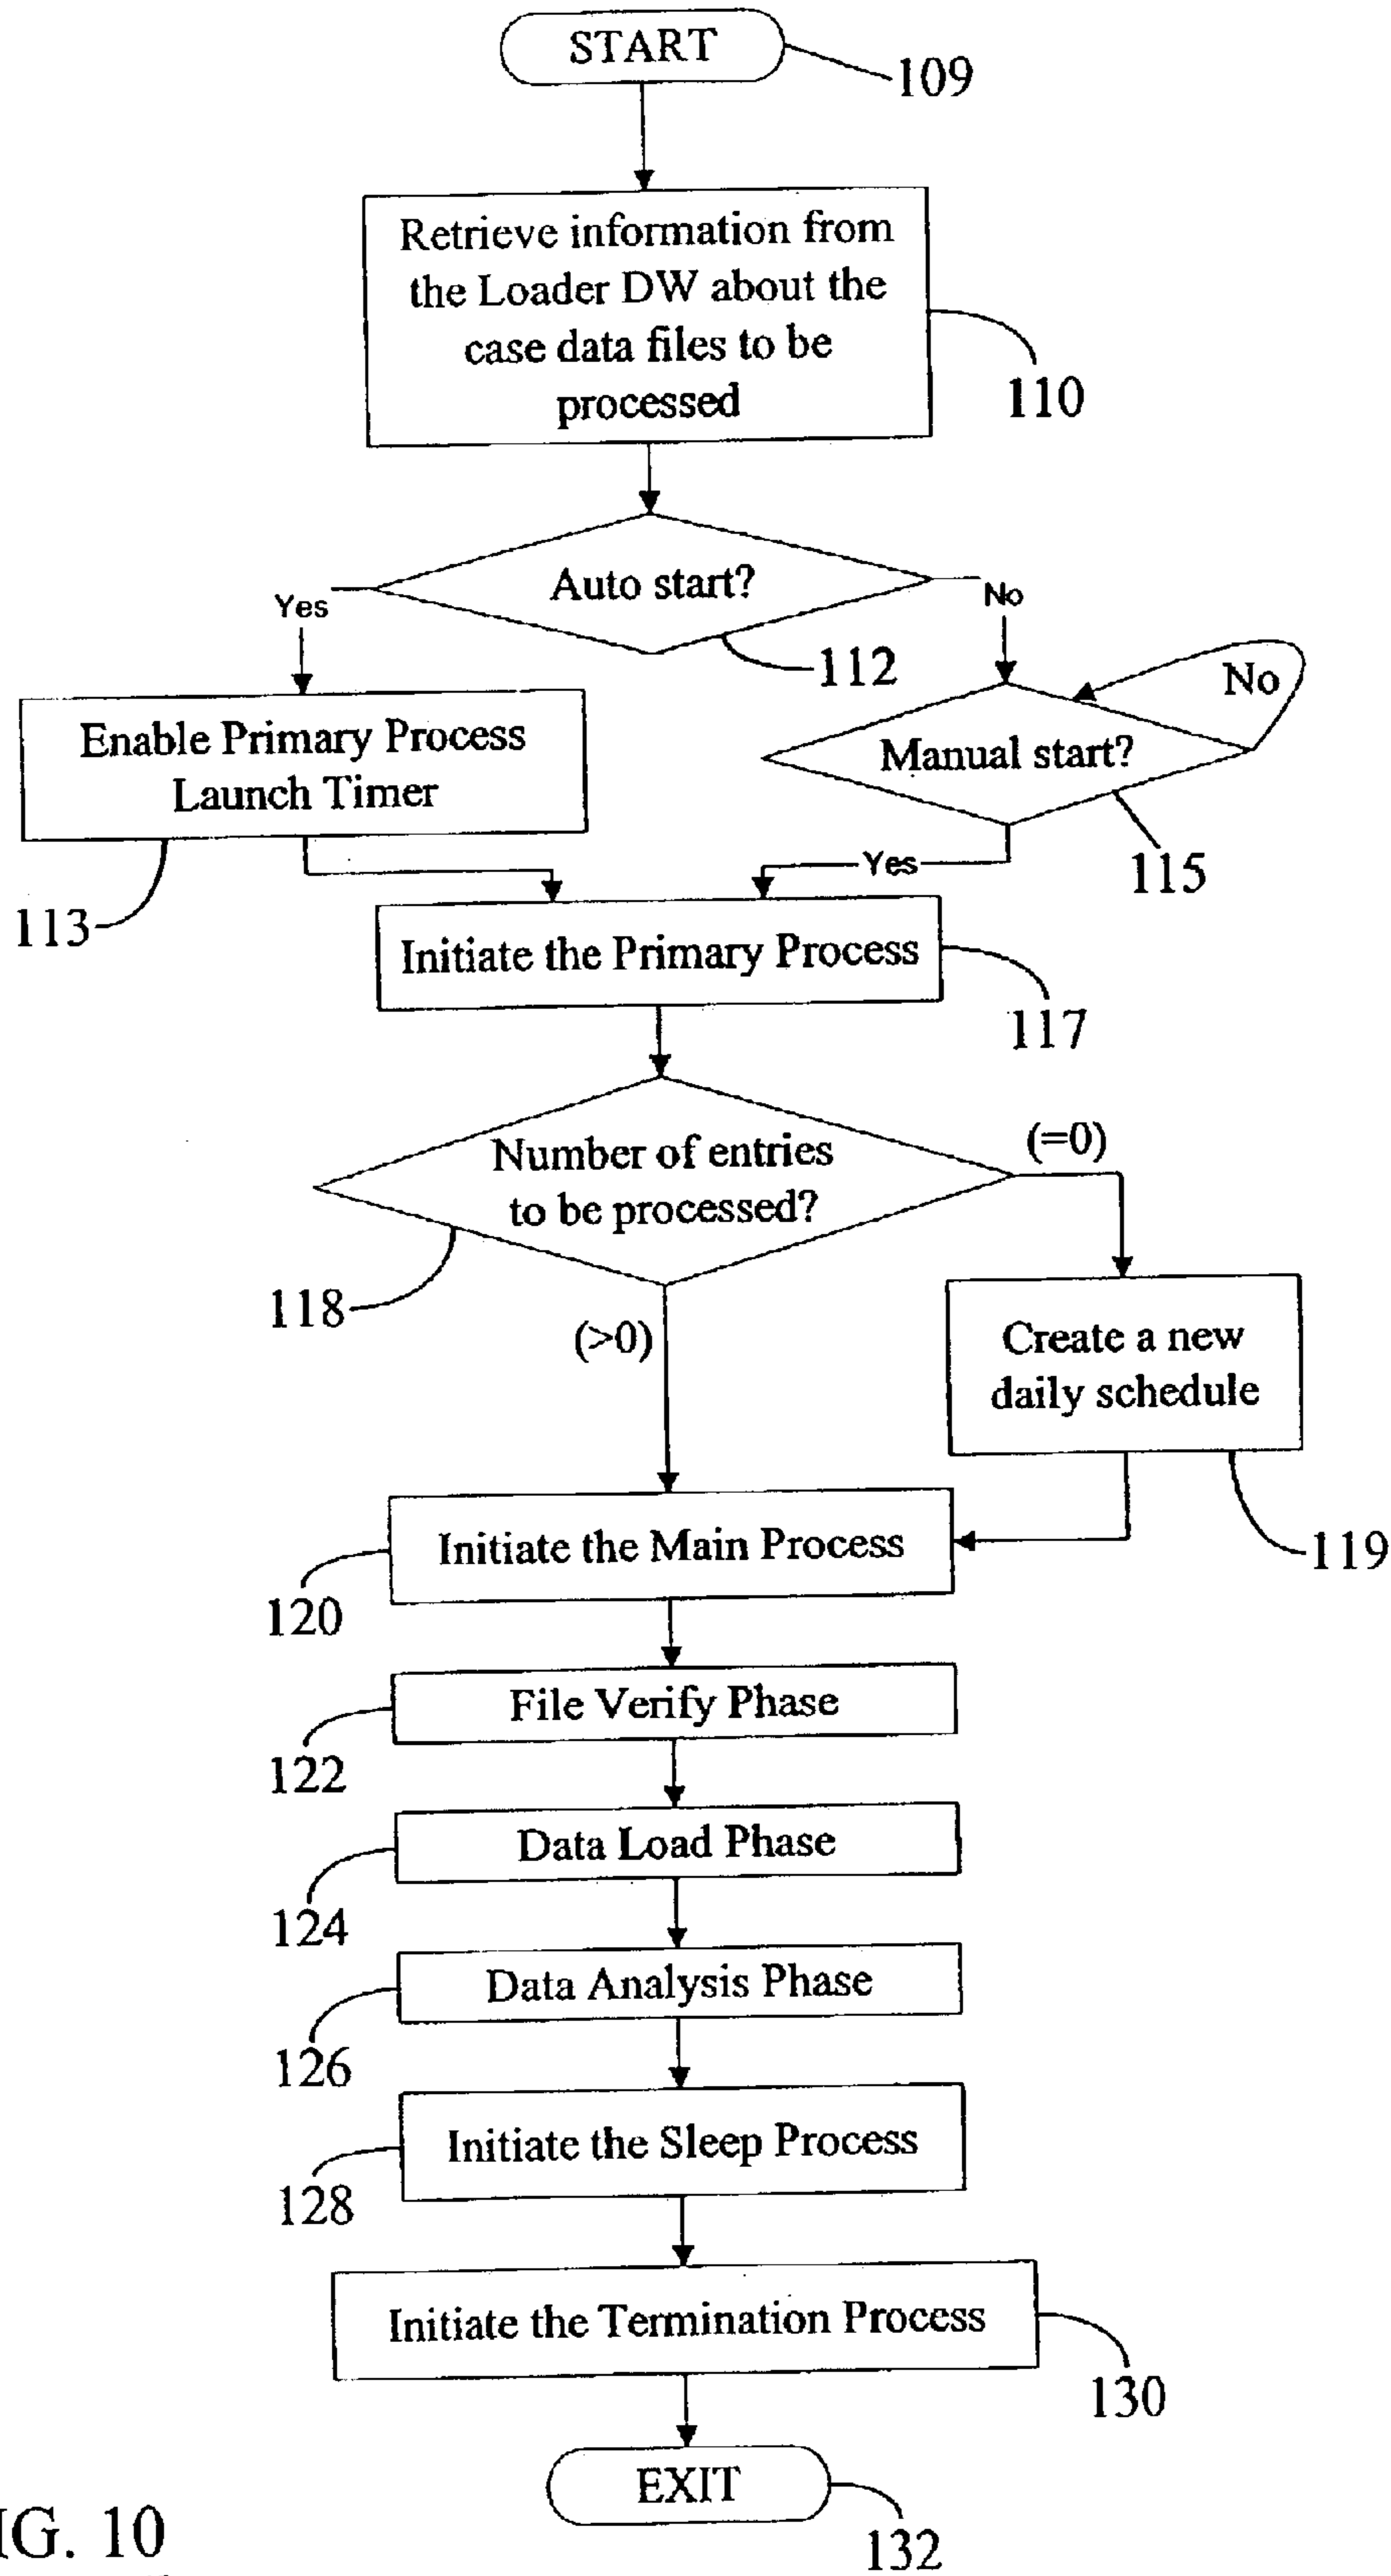 START
109
Retrieve information from
the Loader DW about the
case data files to be
processed
110
Auto start?
Yes
No
112
No
Enable Primary Process
Launch Timer
Manual start?
113
Yes
115
Initiate the Primary Process
117
Number of entries
to be processed?
(=0)
118
(>0)
Create a new
daily schedule
119
Initiate the Main Process
120
File Verify Phase
122
Data Load Phase
124
Data Analysis Phase
126
Initiate the Sleep Process
128
Initiate the Termination Process
130
EXIT
132
IG. 10